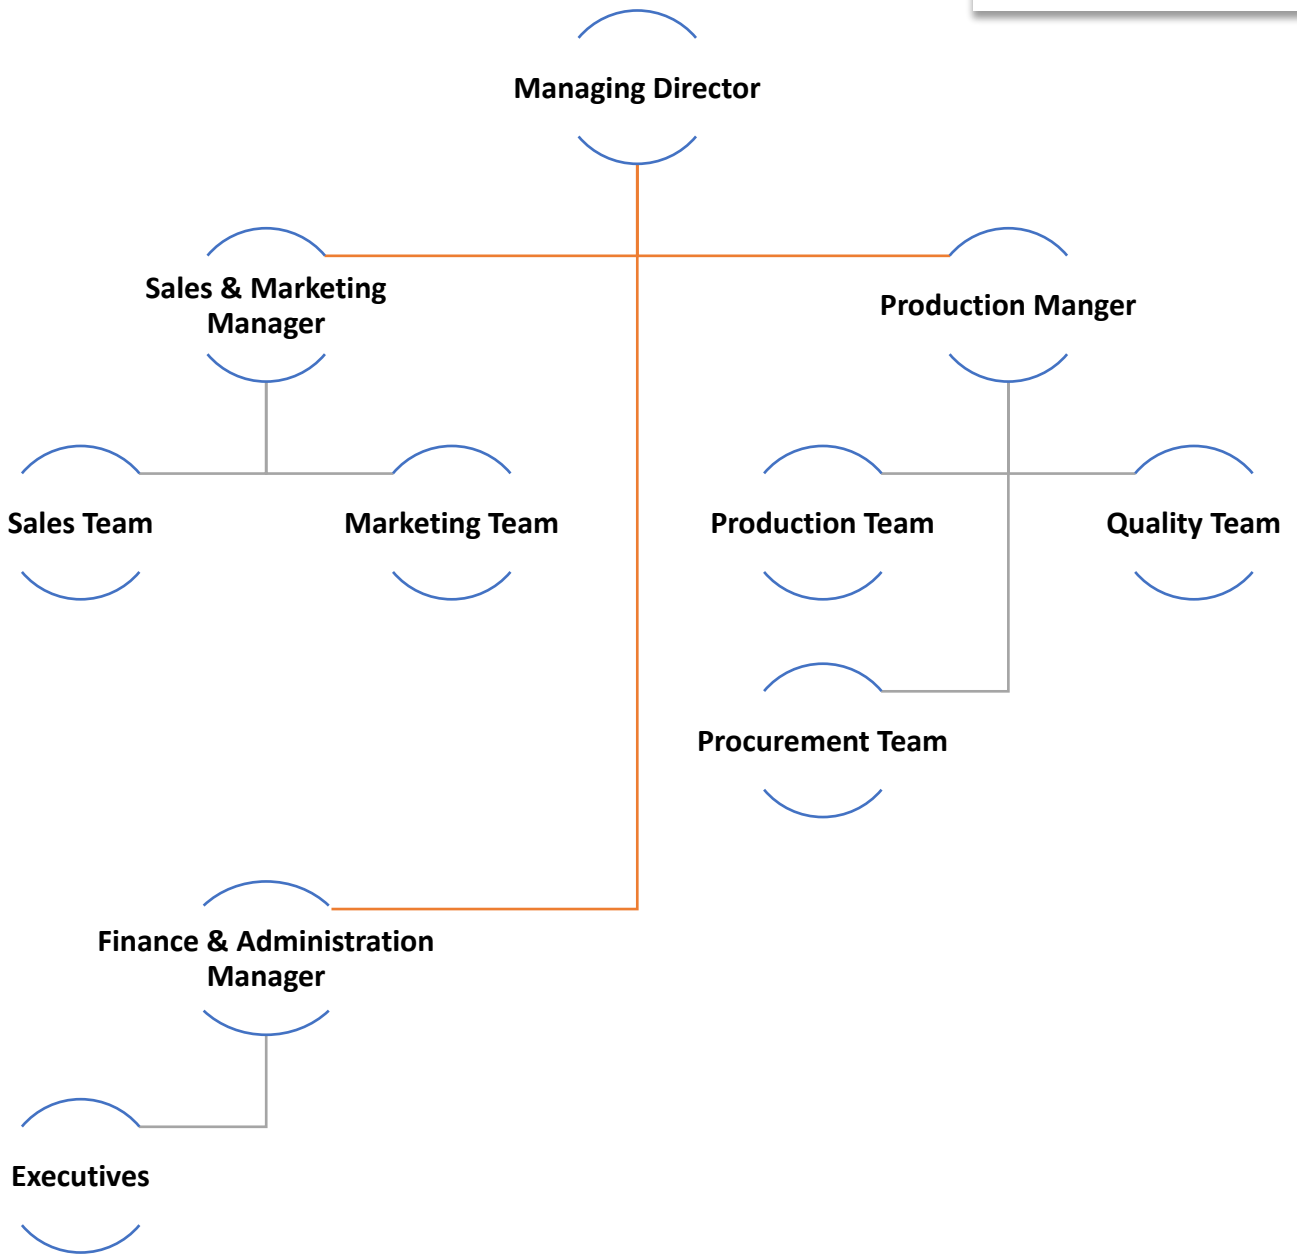 Managing Director
Sales & Marketing
Manager
Production Manger
Sales Team
Marketing Team
Production Team
Quality Team
Procurement Team
Finance & Administration
Manager
Executives